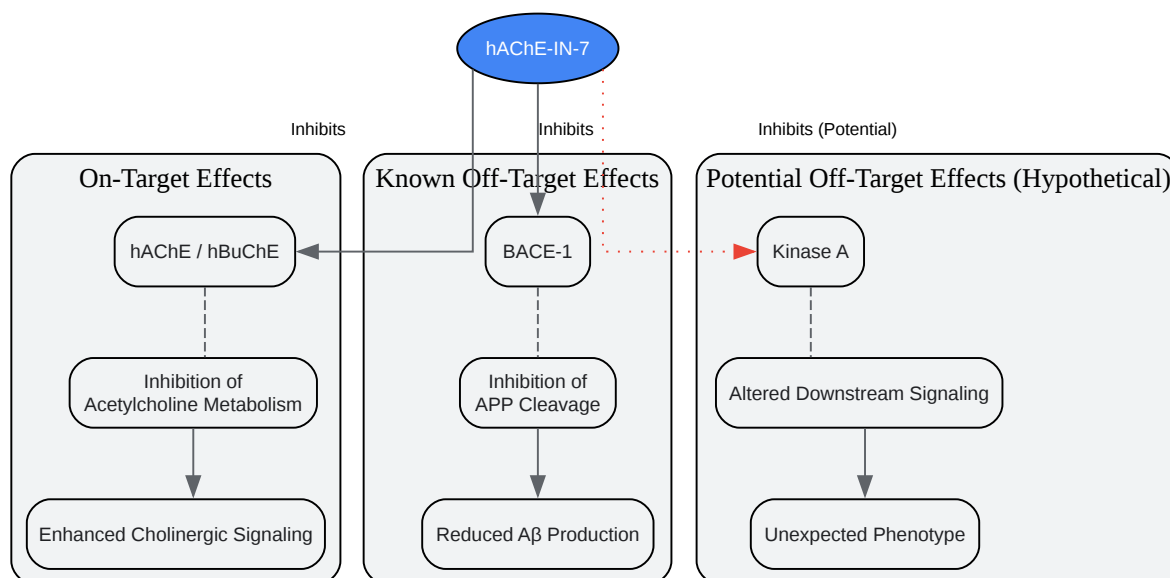 hAChE-IN-7
Inhibits
Inhibits
Inhibits (Potential)
On-Target Effects
Known Off-Target Effects
Potential Off-Target Effects (Hypothetical)
hAChE / hBuChE
BACE-1
Kinase A
Inhibition of
Acetylcholine Metabolism
Inhibition of
APP Cleavage
Altered Downstream Signaling
Enhanced Cholinergic Signaling
Reduced Aβ Production
Unexpected Phenotype